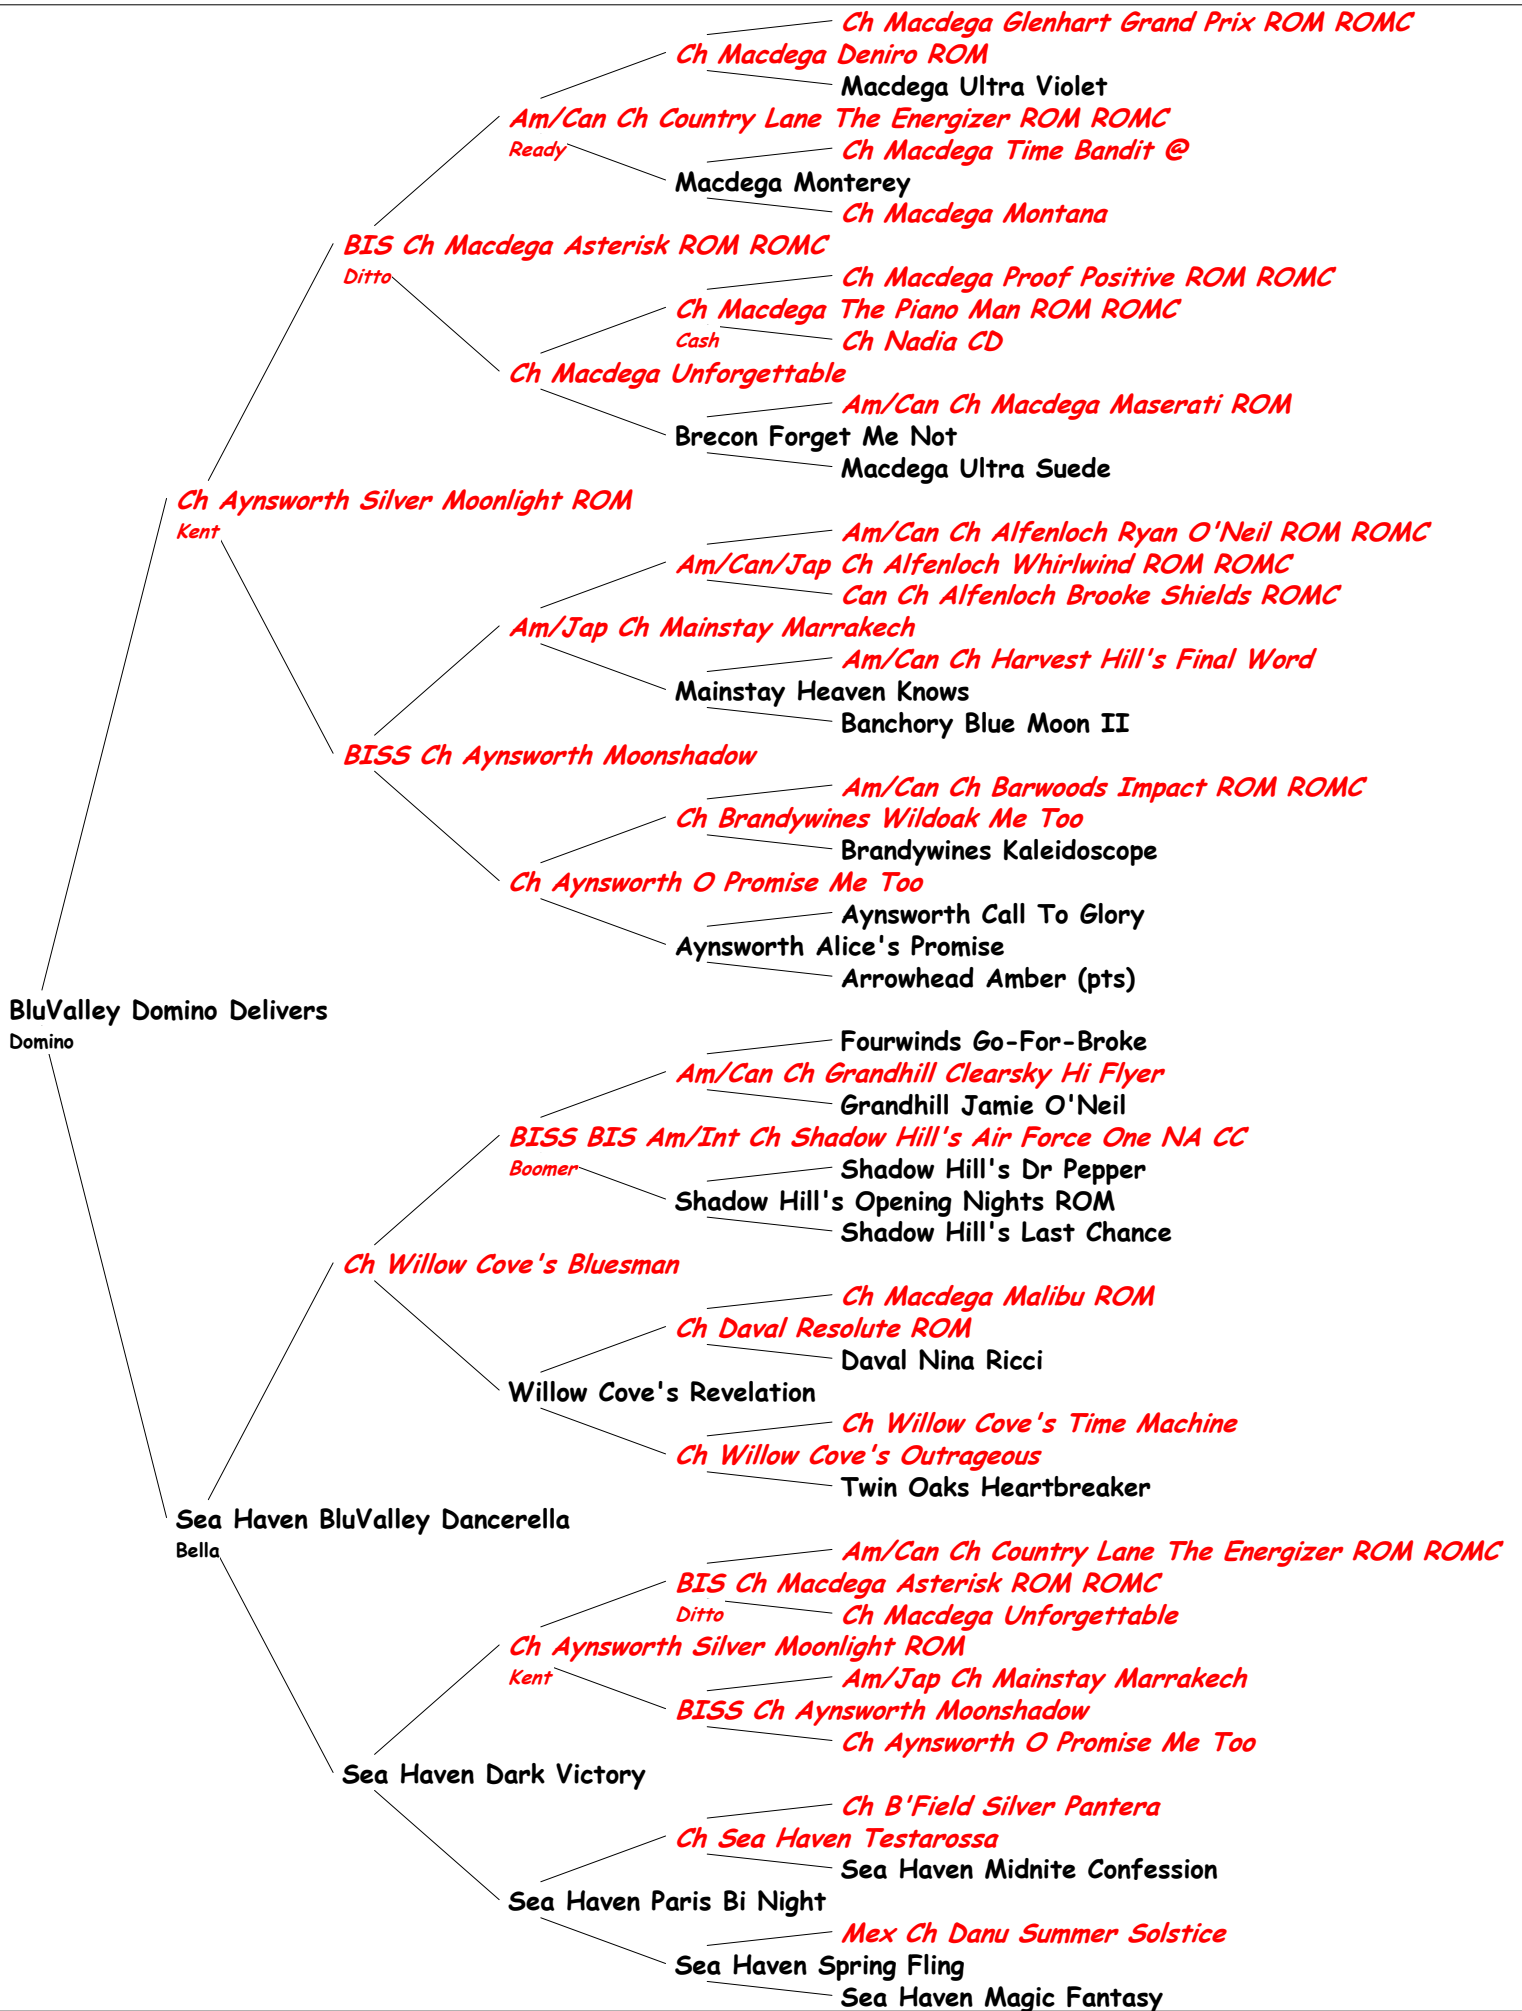 Ch Macdega Glenhart Grand Prix ROM ROMC
Ch Macdega Deniro ROM
Macdega Ultra Violet
Am/Can Ch Country Lane The Energizer ROM ROMC
Ready
Ch Macdega Time Bandit @
Macdega Monterey
Ch Macdega Montana
BIS Ch Macdega Asterisk ROM ROMC
Ditto
Ch Macdega Proof Positive ROM ROMC
Ch Macdega The Piano Man ROM ROMC
Cash
Ch Nadia CD
Ch Macdega Unforgettable
Am/Can Ch Macdega Maserati ROM
Brecon Forget Me Not
Macdega Ultra Suede
Ch Aynsworth Silver Moonlight ROM
Kent
Am/Can Ch Alfenloch Ryan O'Neil ROM ROMC
Am/Can/Jap Ch Alfenloch Whirlwind ROM ROMC
Can Ch Alfenloch Brooke Shields ROMC
Am/Jap Ch Mainstay Marrakech
Am/Can Ch Harvest Hill's Final Word
Mainstay Heaven Knows
Banchory Blue Moon II
BISS Ch Aynsworth Moonshadow
Am/Can Ch Barwoods Impact ROM ROMC
Ch Brandywines Wildoak Me Too
Brandywines Kaleidoscope
Ch Aynsworth O Promise Me Too
Aynsworth Call To Glory
Aynsworth Alice's Promise
Arrowhead Amber (pts)
BluValley Domino Delivers
Domino
Fourwinds Go-For-Broke
Am/Can Ch Grandhill Clearsky Hi Flyer
Grandhill Jamie O'Neil
BISS BIS Am/Int Ch Shadow Hill's Air Force One NA CC
Boomer
Shadow Hill's Dr Pepper
Shadow Hill's Opening Nights ROM
Shadow Hill's Last Chance
Ch Willow Cove's Bluesman
Ch Macdega Malibu ROM
Ch Daval Resolute ROM
Daval Nina Ricci
Willow Cove's Revelation
Ch Willow Cove's Time Machine
Ch Willow Cove's Outrageous
Twin Oaks Heartbreaker
Sea Haven BluValley Dancerella
Bella
Am/Can Ch Country Lane The Energizer ROM ROMC
BIS Ch Macdega Asterisk ROM ROMC
Ditto
Ch Macdega Unforgettable
Ch Aynsworth Silver Moonlight ROM
Kent
Am/Jap Ch Mainstay Marrakech
BISS Ch Aynsworth Moonshadow
Ch Aynsworth O Promise Me Too
Sea Haven Dark Victory
Ch B'Field Silver Pantera
Ch Sea Haven Testarossa
Sea Haven Midnite Confession
Sea Haven Paris Bi Night
Mex Ch Danu Summer Solstice
Sea Haven Spring Fling
Sea Haven Magic Fantasy